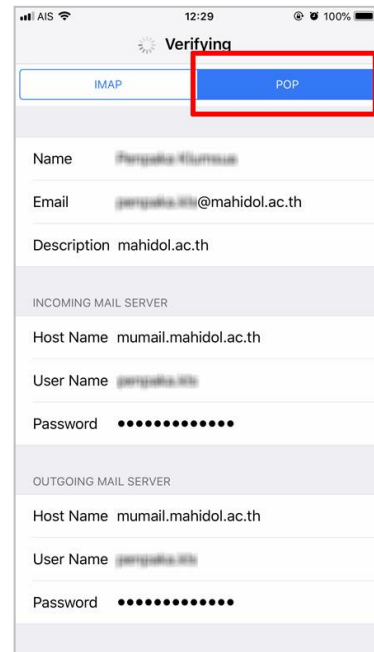 AIS 12:29 100%
Verifying
IMAP POP
Name
Email @mahidol.ac.th
Description mahidol.ac.th
INCOMING MAIL SERVER
Host Name mumail.mahidol.ac.th
User Name
Password ●●●●●●●●●●●●●
OUTGOING MAIL SERVER
Host Name mumail.mahidol.ac.th
User Name
Password ●●●●●●●●●●●●●